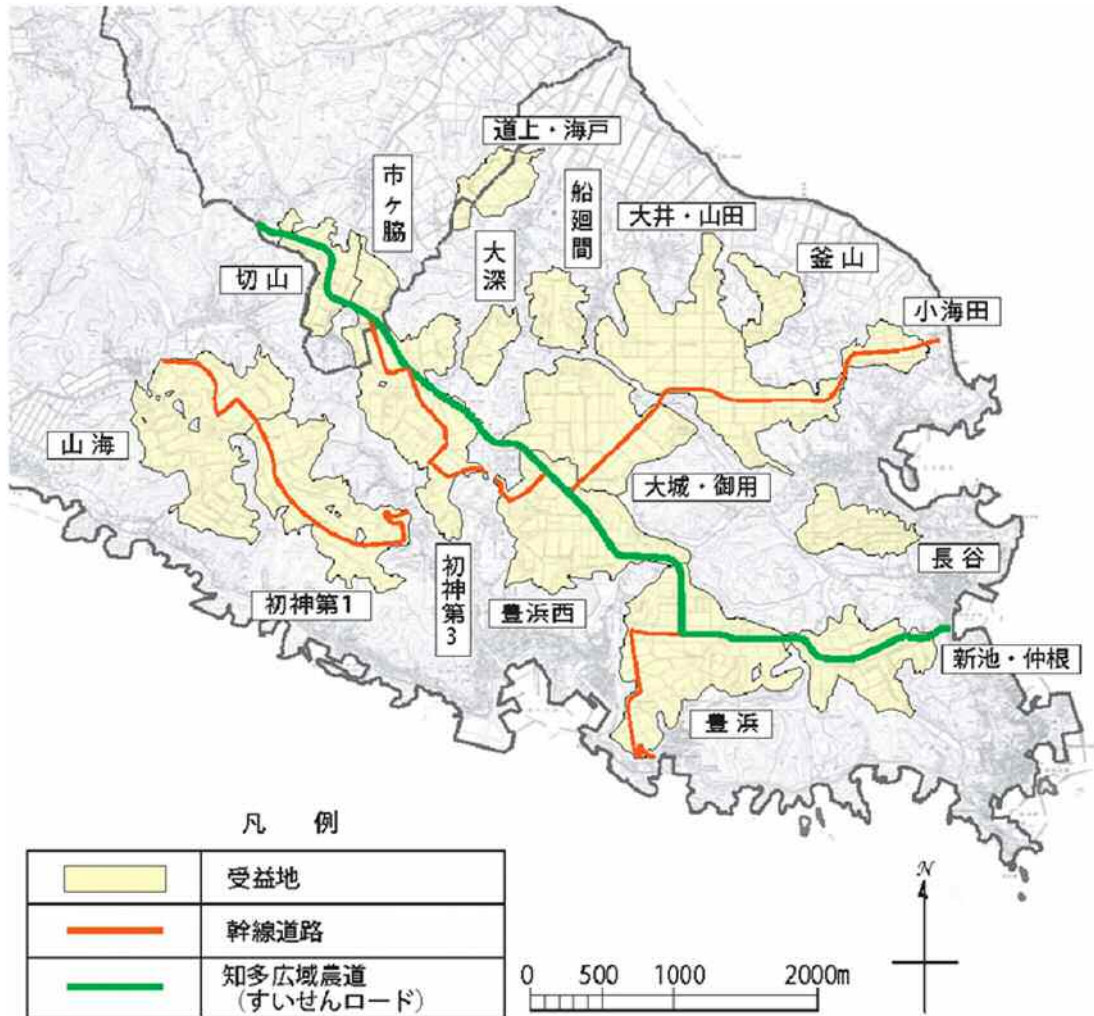 道上・海戸
市ヶ脇
船廻間
大深
大井・山田
釜山
切山
小海田
山海
大城・御用
長谷
初神第1
初神第3
豊浜西
新池・仲根
豊浜
凡 例
受益地
幹線道路
知多広域農道
(すいせんロード)
N
4
0 500 1000 2000m